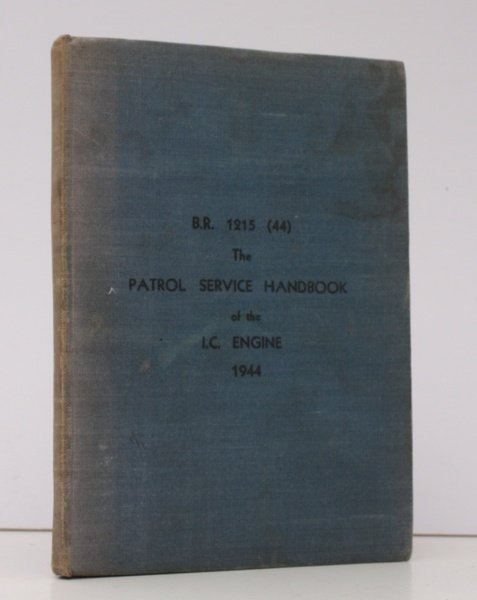 B.R. 1215 (44)
The
PATROL SERVICE HANDBOOK
of the
I.C. ENGINE
1944